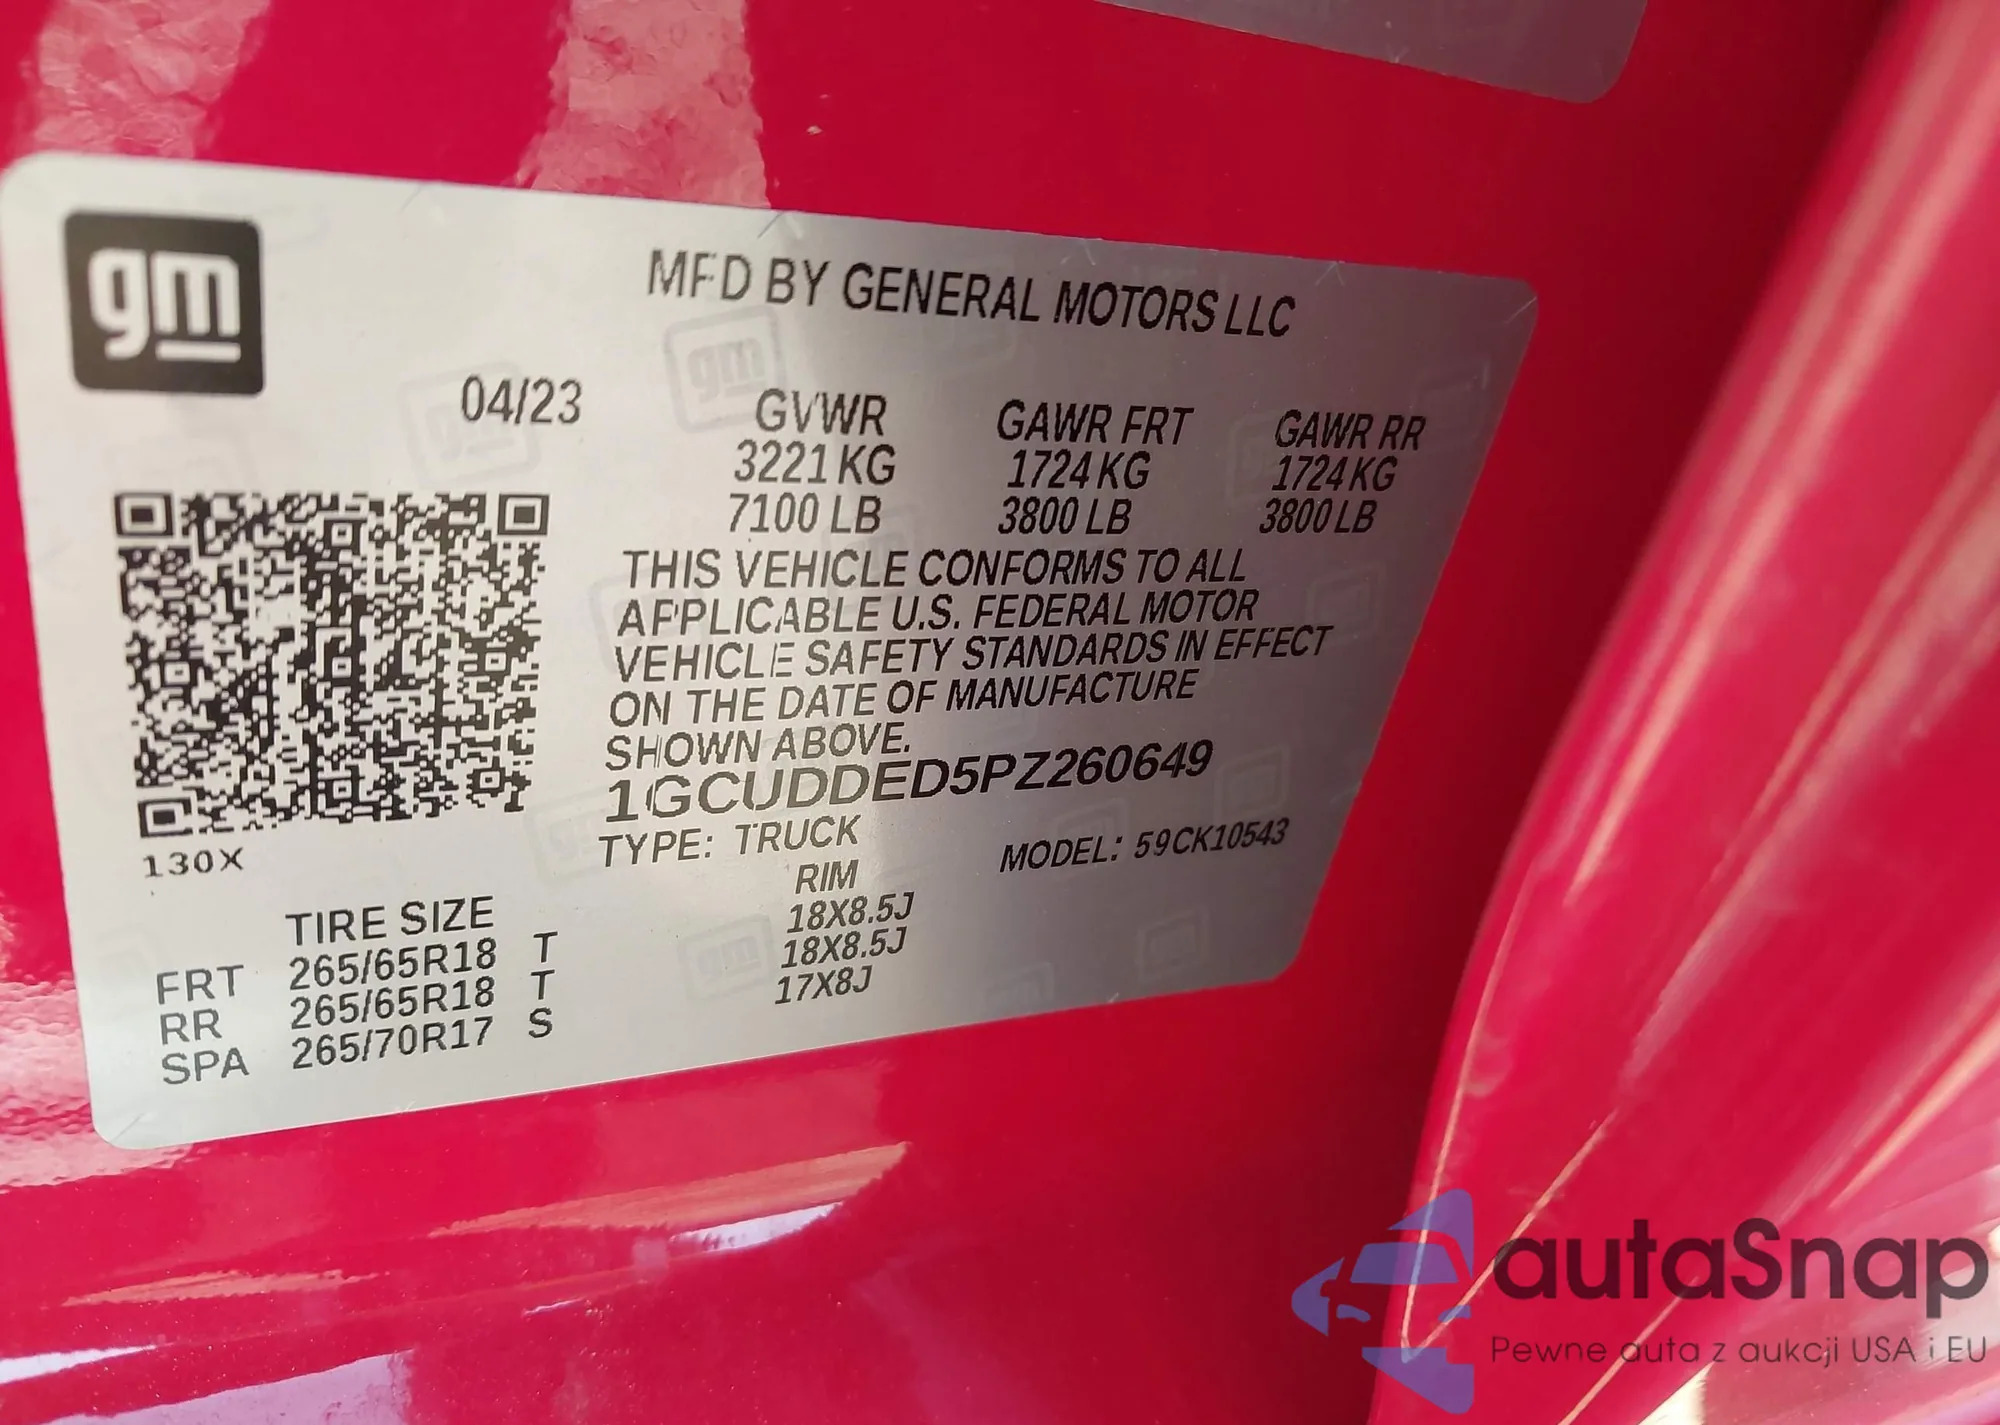 gm
MFD BY GENERAL MOTORS LLC
04/23
GVWR GAWR FRT GAWR RR
3221 KG 1724 KG 1724 KG
7100 LB 3800 LB 3800 LB
THIS VEHICLE CONFORMS TO ALL
APPLICABLE U.S. FEDERAL MOTOR
VEHICLE SAFETY STANDARDS IN EFFECT
ON THE DATE OF MANUFACTURE
SHOWN ABOVE.
1GCUDDED5PZ260649
TYPE: TRUCK MODEL: 59CK10543
130X
TIRE SIZE RIM
FRT 265/65R18 T 18X8.5J
RR 265/65R18 T 18X8.5J
SPA 265/70R17 S 17X8J
autaSnap
Pewne auta z aukcji USA i EU